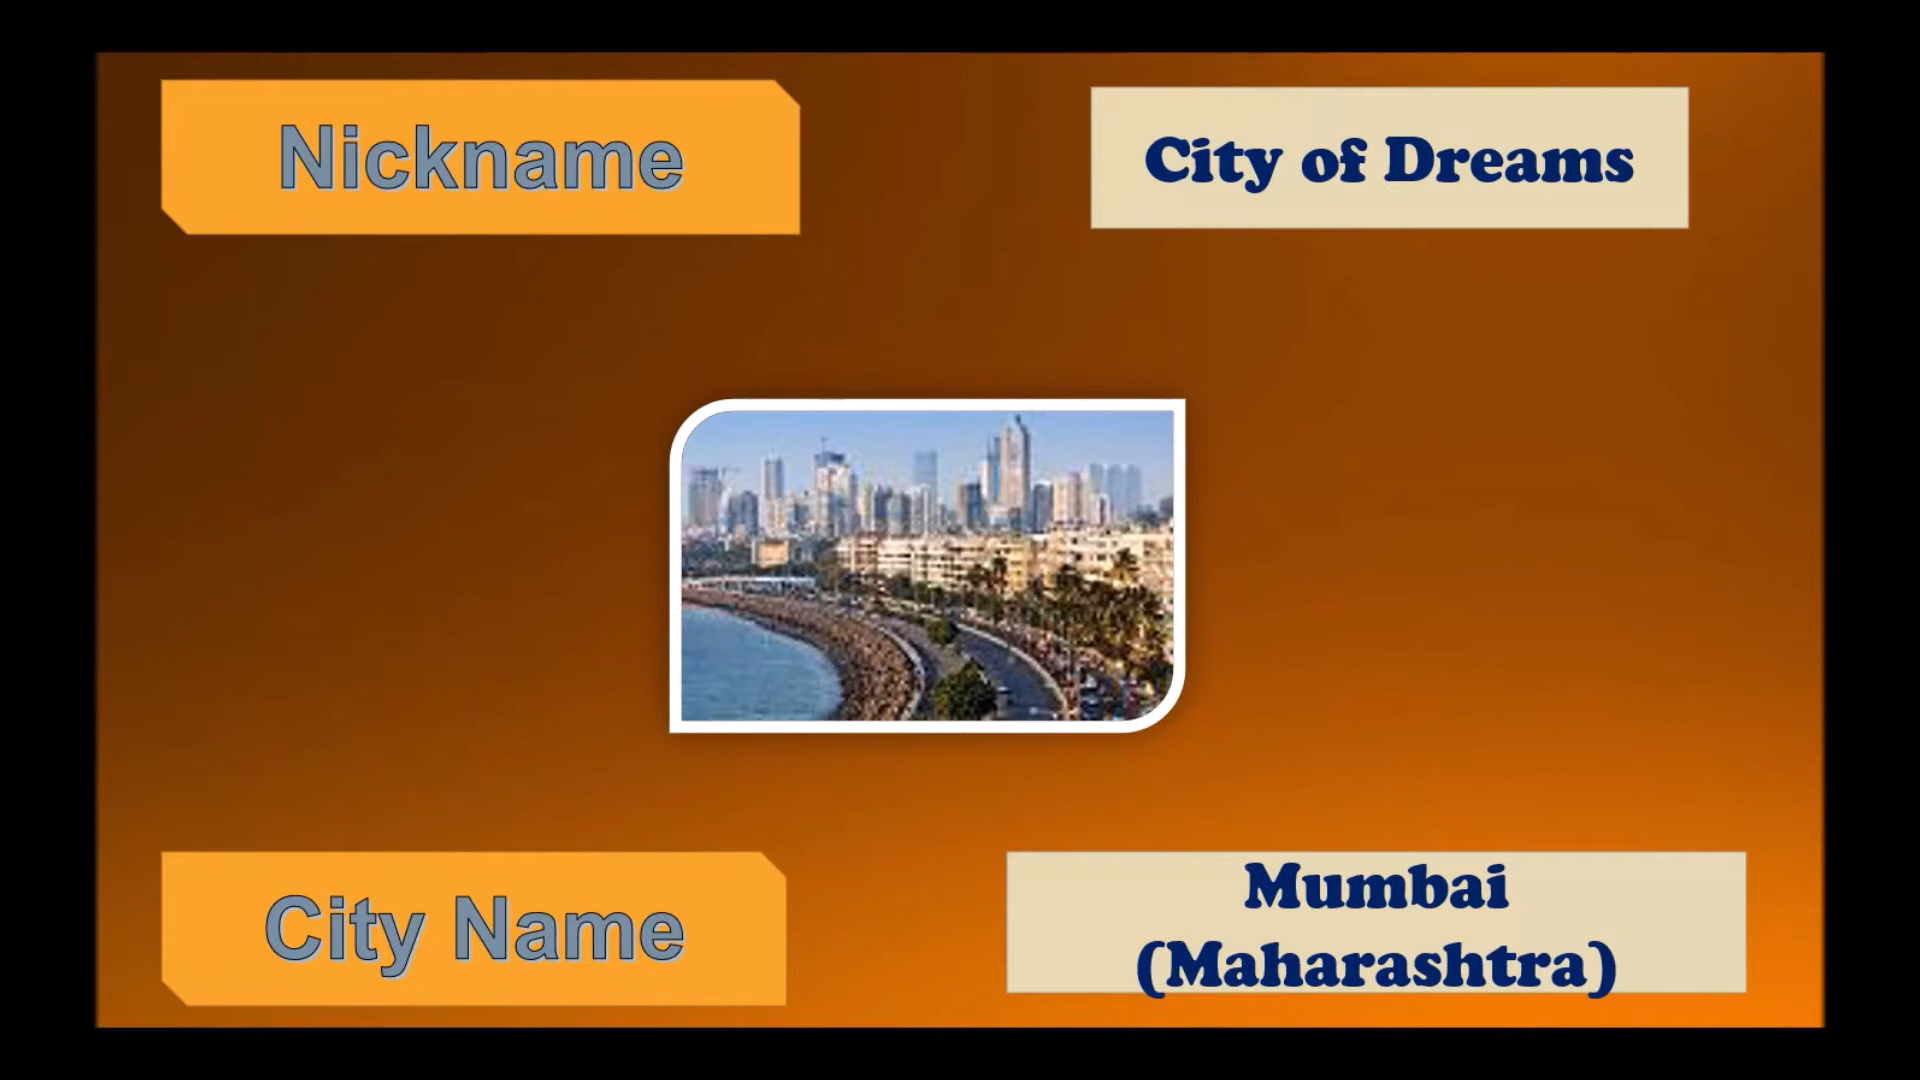 Nickname
City of Dreams
City Name
Mumbai
(Maharashtra)